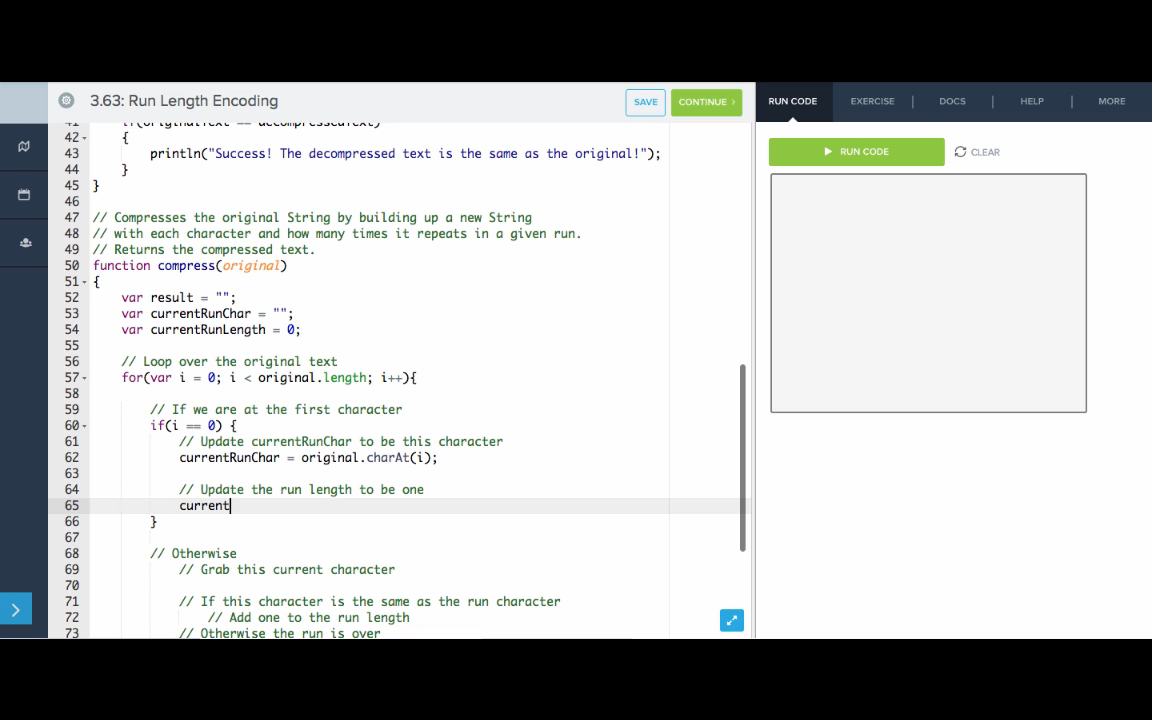 3.63: Run Length Encoding
SAVE
CONTINUE ›
RUN CODE
EXERCISE
DOCS
HELP
MORE
RUN CODE
CLEAR
41 if(originalText == decompressedText)
42 {
43 println("Success! The decompressed text is the same as the original!");
44 }
45 }
46
47 // Compresses the original String by building up a new String
48 // with each character and how many times it repeats in a given run.
49 // Returns the compressed text.
50 function compress(original)
51 {
52 var result = "";
53 var currentRunChar = "";
54 var currentRunLength = 0;
55
56 // Loop over the original text
57 for(var i = 0; i < original.length; i++){
58
59 // If we are at the first character
60 if(i == 0) {
61 // Update currentRunChar to be this character
62 currentRunChar = original.charAt(i);
63
64 // Update the run length to be one
65 current
66 }
67
68 // Otherwise
69 // Grab this current character
70
71 // If this character is the same as the run character
72 // Add one to the run length
73 // Otherwise the run is over